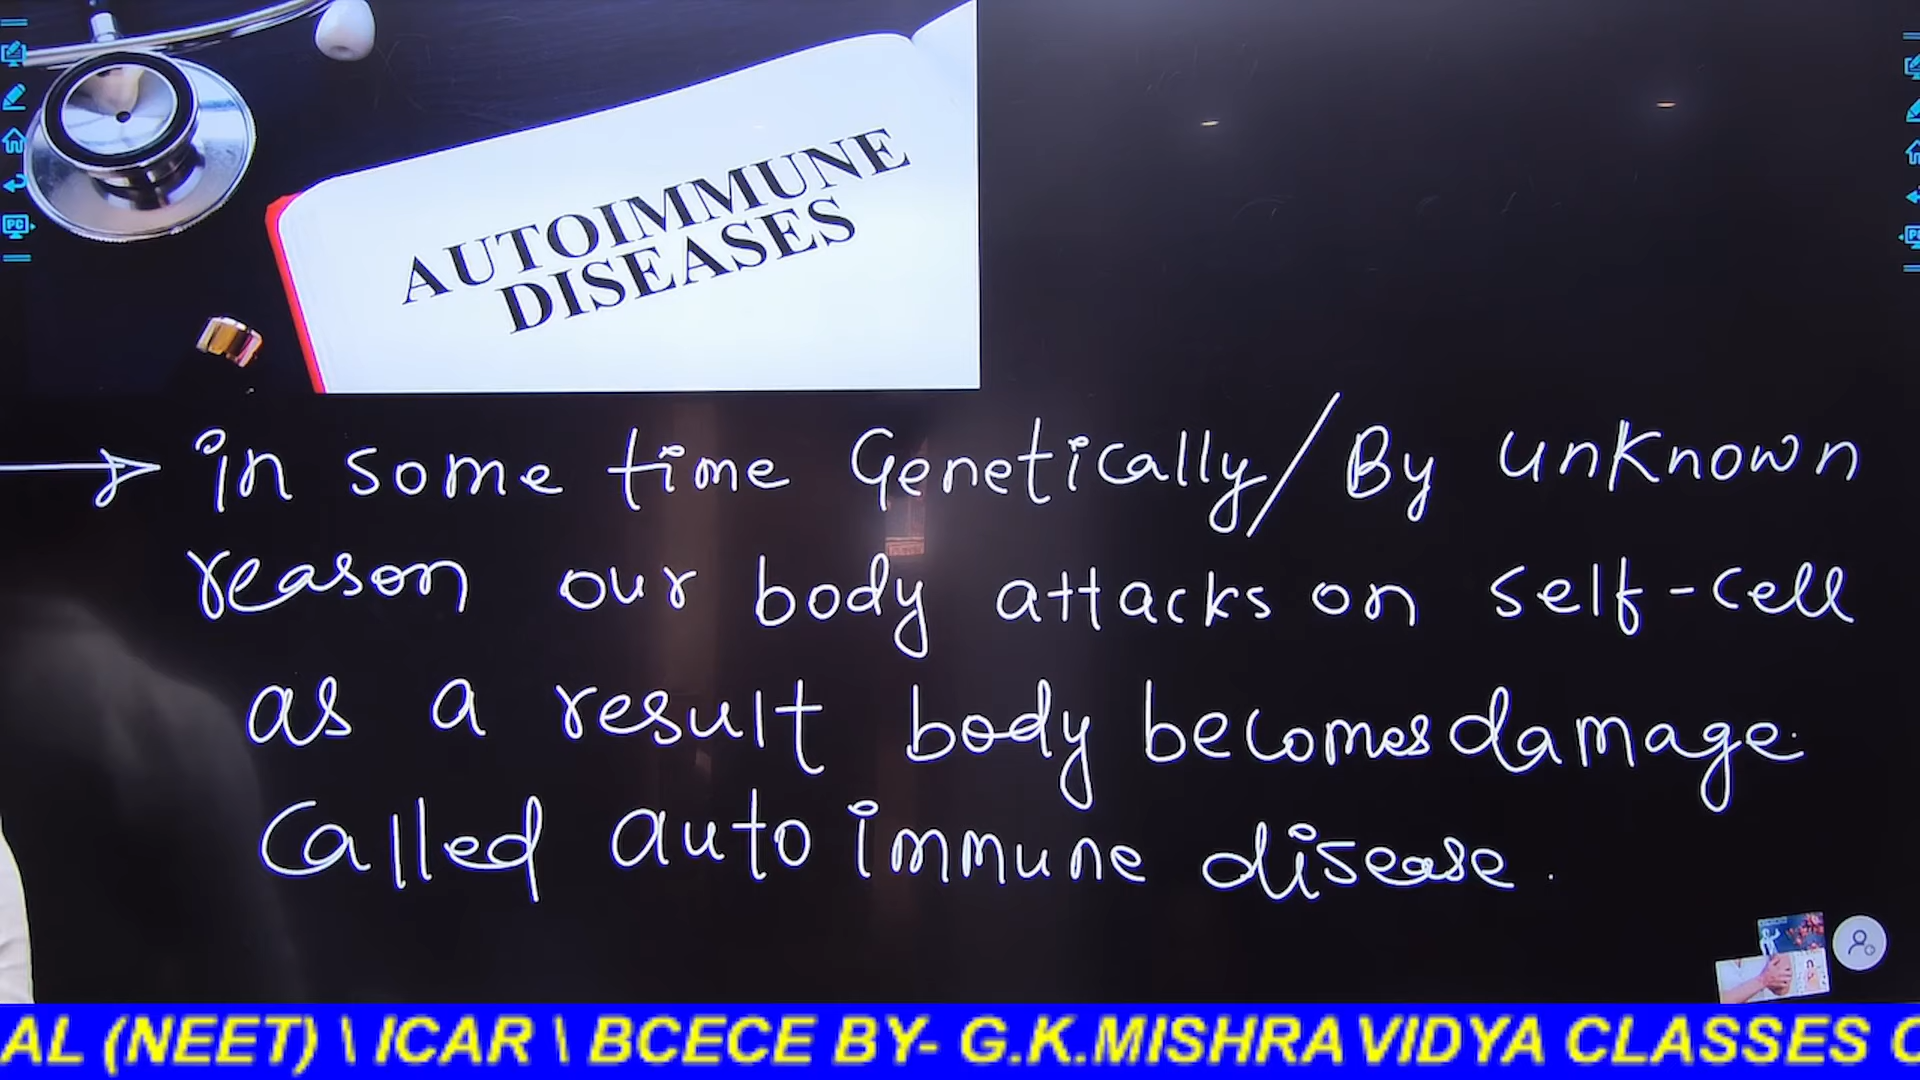 AUTOIMMUNE
DISEASES
in some time Genetically/By unknown
reason our body attacks on self-cell
as a result body becomes damage.
Called auto immune disease.
AL (NEET) \ ICAR \ BCECE BY- G.K.MISHRA VIDYA CLASSES